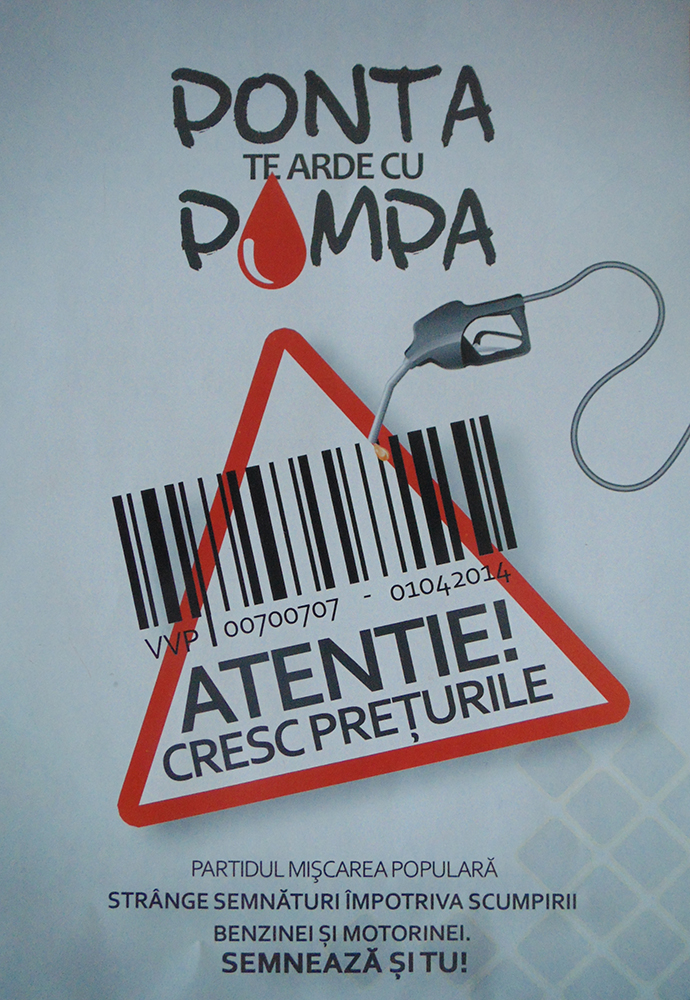 PONTA
TE ARDE CU
POMPA
VVP 00700707 - 01042014
ATENTIE!
CRESC PREȚURILE
PARTIDUL MIȘCAREA POPULARĂ
STRÂNGE SEMNĂTURI ÎMPOTRIVA SCUMPIRII
BENZINEI ȘI MOTORINEI.
SEMNEAZĂ ȘI TU!